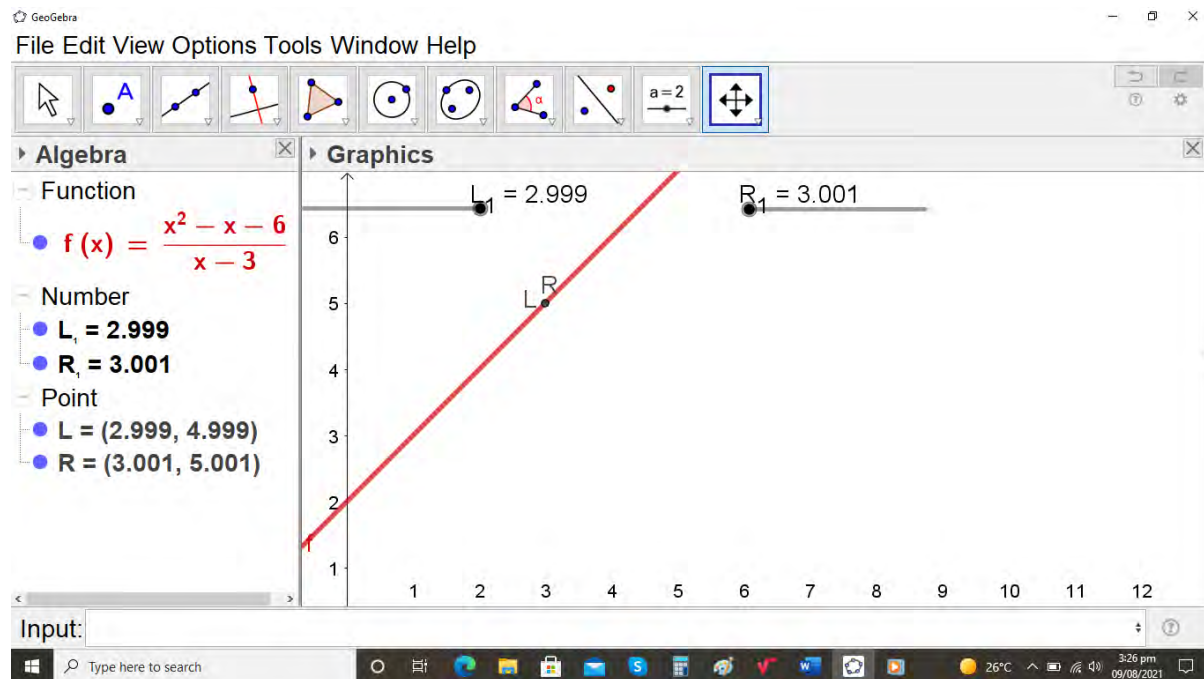 GeoGebra
File Edit View Options Tools Window Help
A
α
a = 2
Algebra
Graphics
Function
f (x) = (x² − x − 6) / (x − 3)
Number
L₁ = 2.999
R₁ = 3.001
Point
L = (2.999, 4.999)
R = (3.001, 5.001)
L₁ = 2.999
R₁ = 3.001
6
5
4
3
2
1
R
L
f
1 2 3 4 5 6 7 8 9 10 11 12
Input:
Type here to search
S
W
26°C
3:26 pm
09/08/2021